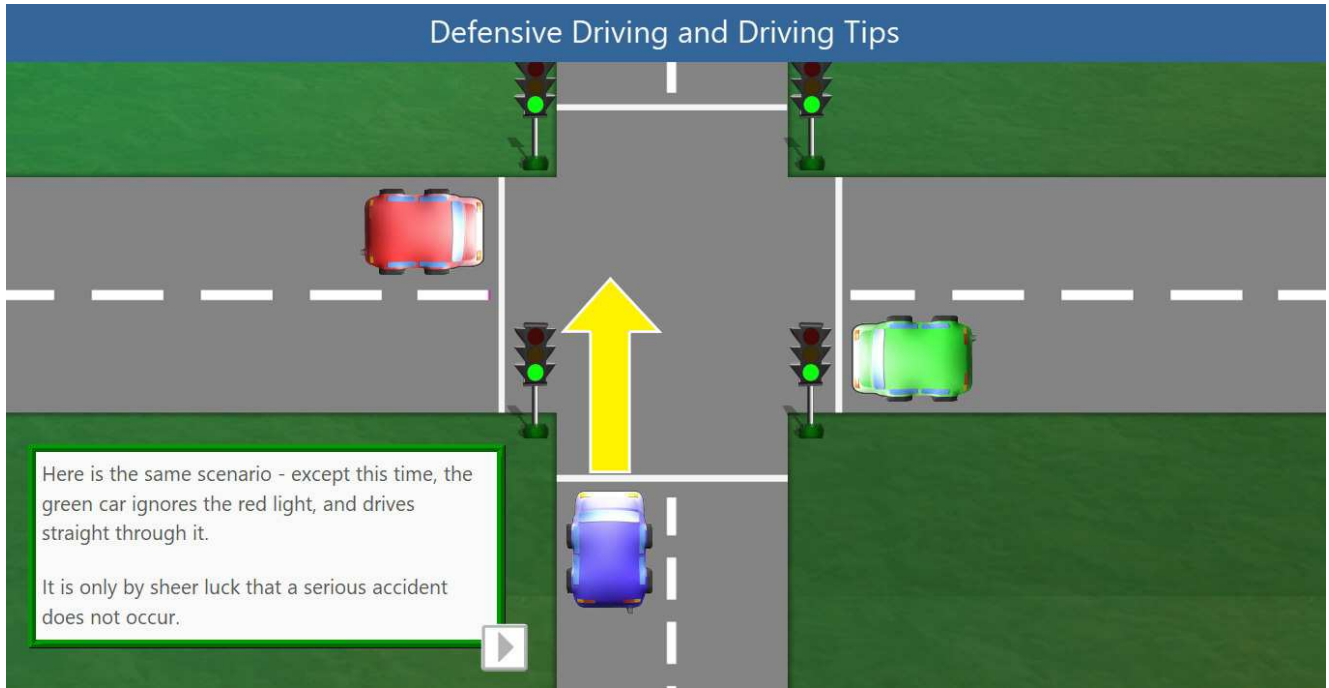 Defensive Driving and Driving Tips
Here is the same scenario - except this time, the
green car ignores the red light, and drives
straight through it.
It is only by sheer luck that a serious accident
does not occur.